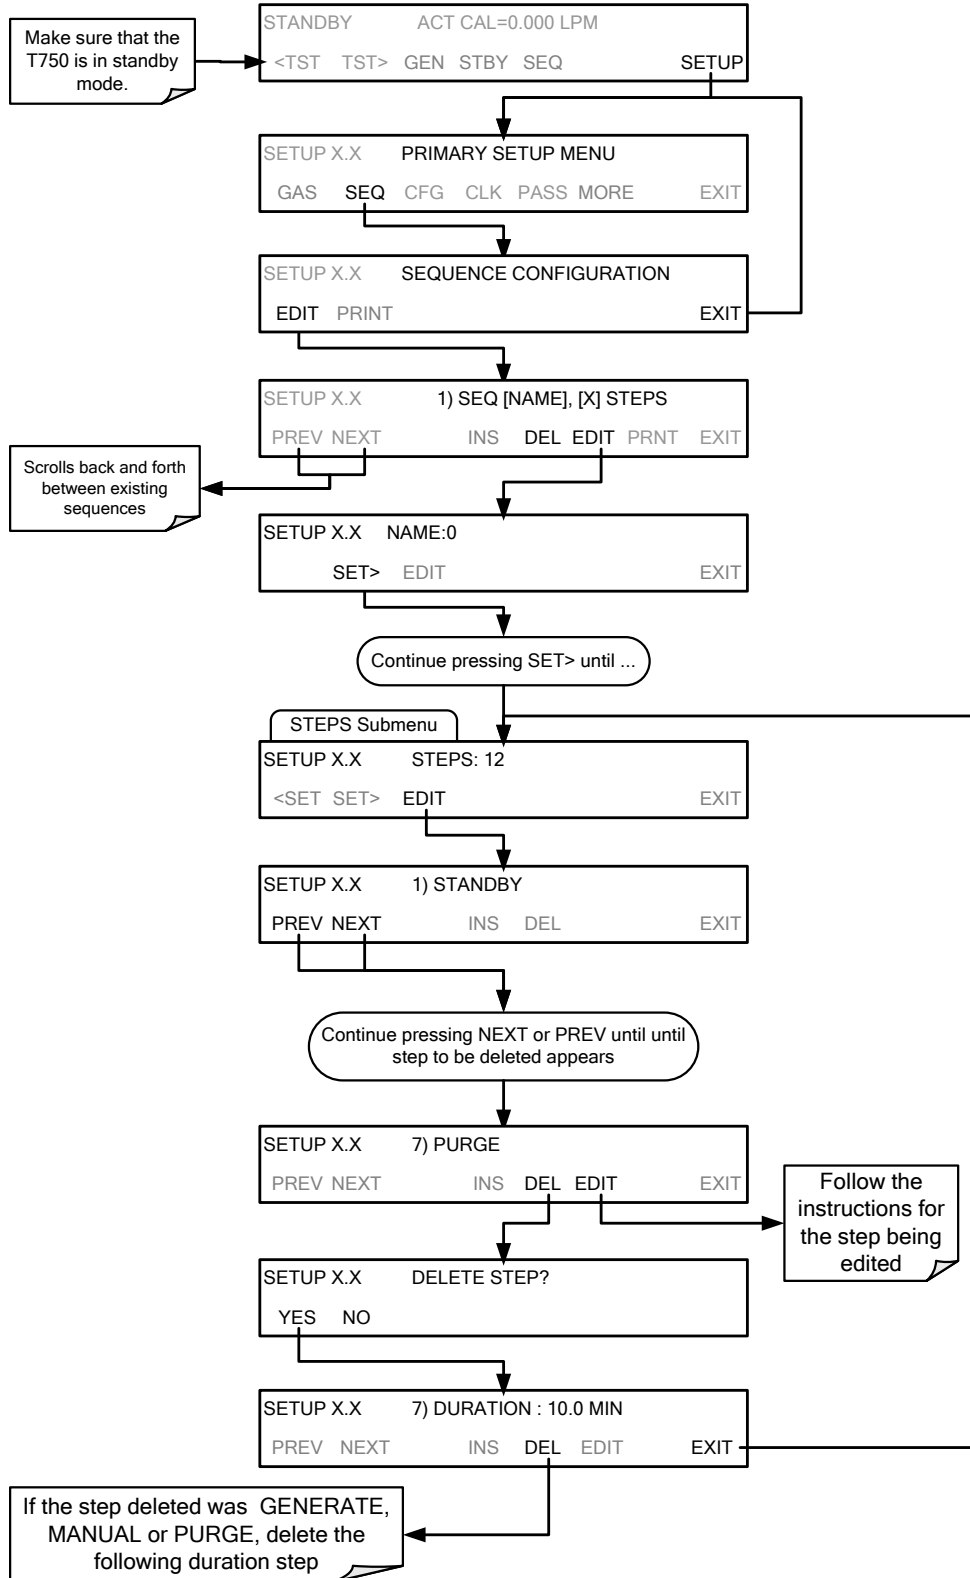 Make sure that the
T750 is in standby
mode.
STANDBY ACT CAL=0.000 LPM
<TST TST> GEN STBY SEQ SETUP
SETUP X.X PRIMARY SETUP MENU
GAS SEQ CFG CLK PASS MORE EXIT
SETUP X.X SEQUENCE CONFIGURATION
EDIT PRINT EXIT
SETUP X.X 1) SEQ [NAME], [X] STEPS
PREV NEXT INS DEL EDIT PRNT EXIT
Scrolls back and forth
between existing
sequences
SETUP X.X NAME:0
SET> EDIT EXIT
Continue pressing SET> until ...
STEPS Submenu
SETUP X.X STEPS: 12
<SET SET> EDIT EXIT
SETUP X.X 1) STANDBY
PREV NEXT INS DEL EXIT
Continue pressing NEXT or PREV until until
step to be deleted appears
SETUP X.X 7) PURGE
PREV NEXT INS DEL EDIT EXIT
Follow the
instructions for
the step being
edited
SETUP X.X DELETE STEP?
YES NO
SETUP X.X 7) DURATION : 10.0 MIN
PREV NEXT INS DEL EDIT EXIT
If the step deleted was GENERATE,
MANUAL or PURGE, delete the
following duration step